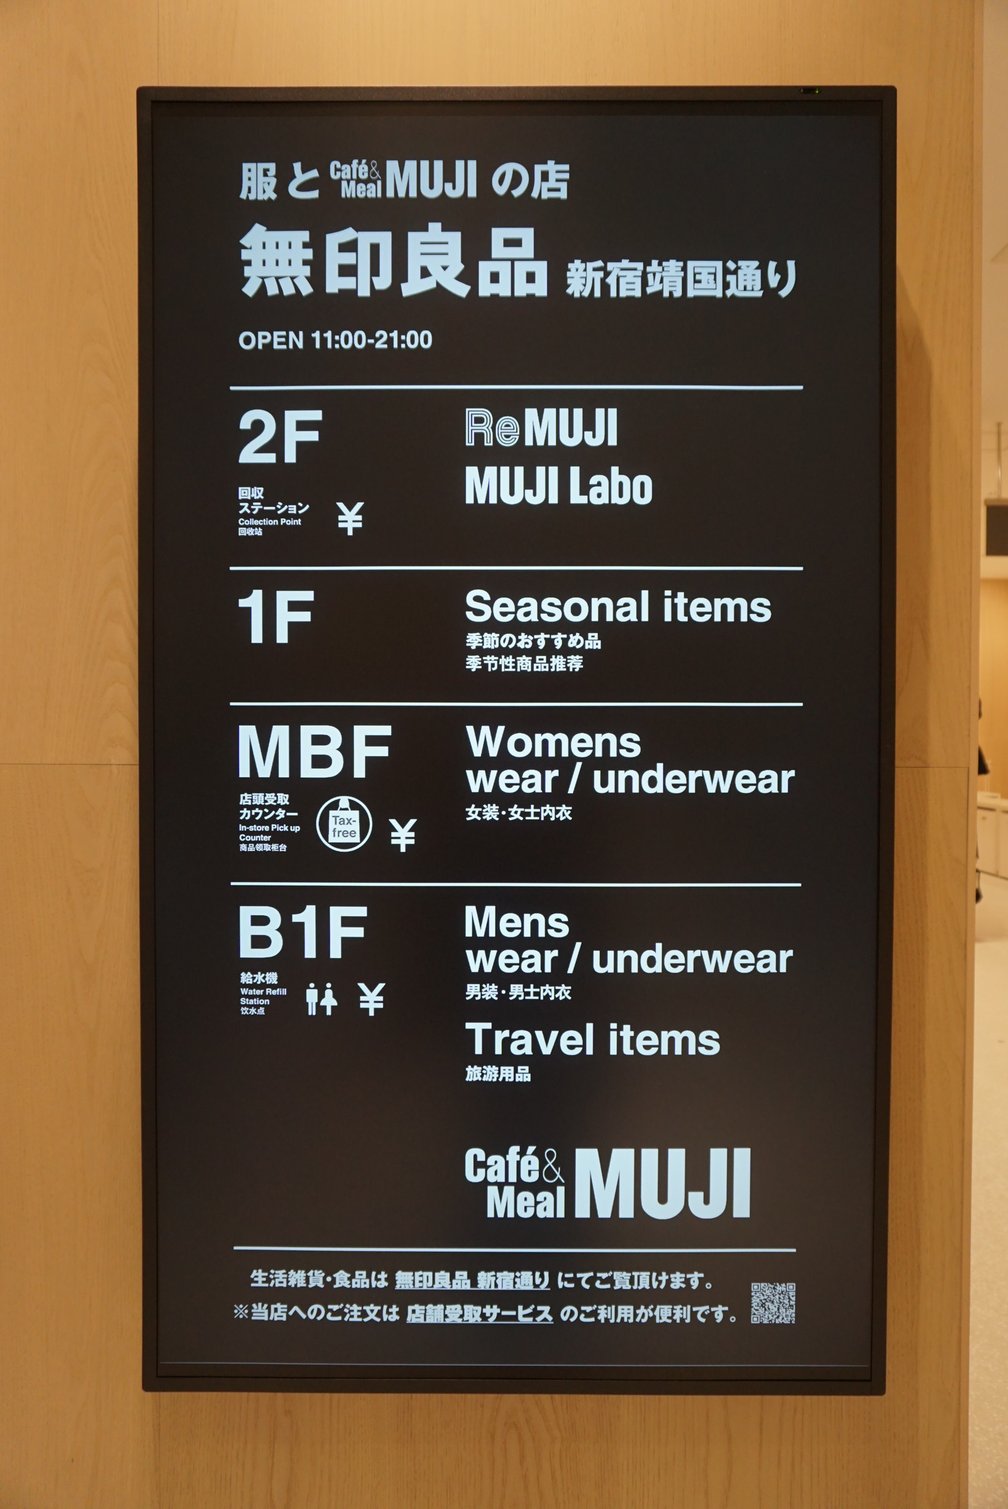 服と Café& Meal MUJI の店
無印良品 新宿靖国通り
OPEN 11:00-21:00
2F
回収
ステーション
Collection Point
回收站
¥
ReMUJI
MUJI Labo
1F
Seasonal items
季節のおすすめ品
季节性商品推荐
MBF
店頭受取
カウンター
In-store Pick up
Counter
商品领取柜台
Tax-
free
¥
Womens
wear / underwear
女装・女士内衣
B1F
給水機
Water Refill
Station
饮水点
¥
Mens
wear / underwear
男装・男士内衣
Travel items
旅游用品
Café&
Meal MUJI
生活雑貨・食品は 無印良品 新宿通り にてご覧頂けます。
※当店へのご注文は 店舗受取サービス のご利用が便利です。